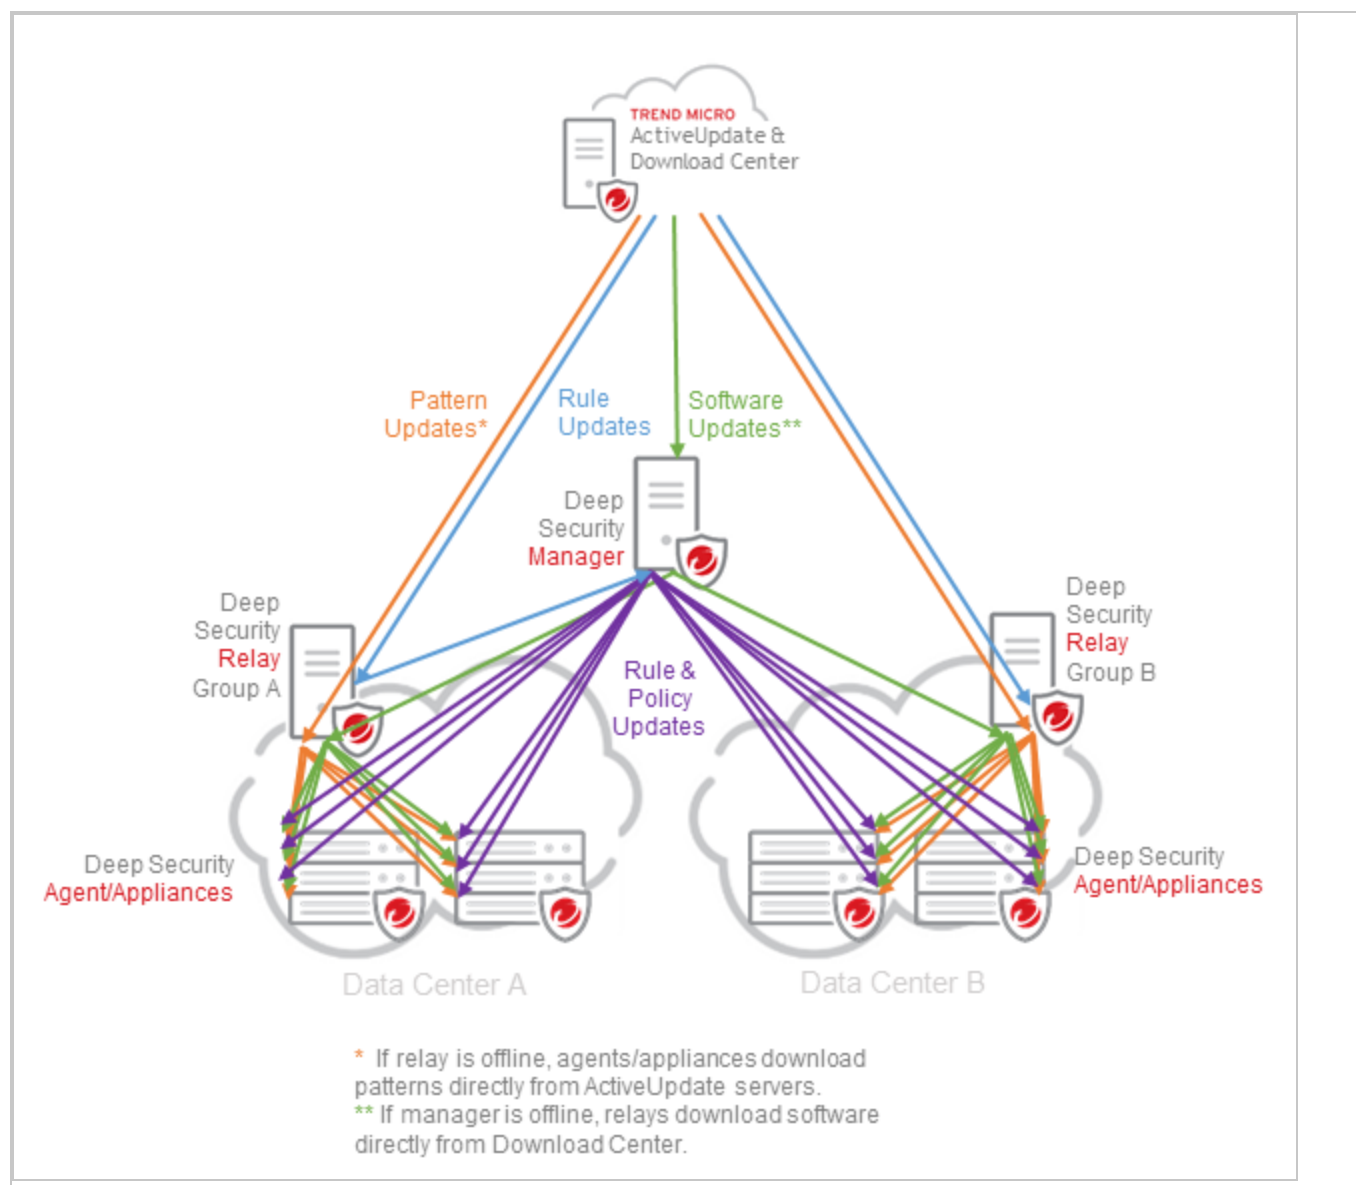 TREND MICRO
ActiveUpdate &
Download Center
Pattern
Updates*
Rule
Updates
Software
Updates**
Deep
Security
Manager
Deep
Security
Relay
Group A
Deep
Security
Relay
Group B
Rule &
Policy
Updates
Deep Security
Agent/Appliances
Deep Security
Agent/Appliances
Data Center A
Data Center B
* If relay is offline, agents/appliances download
patterns directly from ActiveUpdate servers.
** If manager is offline, relays download software
directly from Download Center.